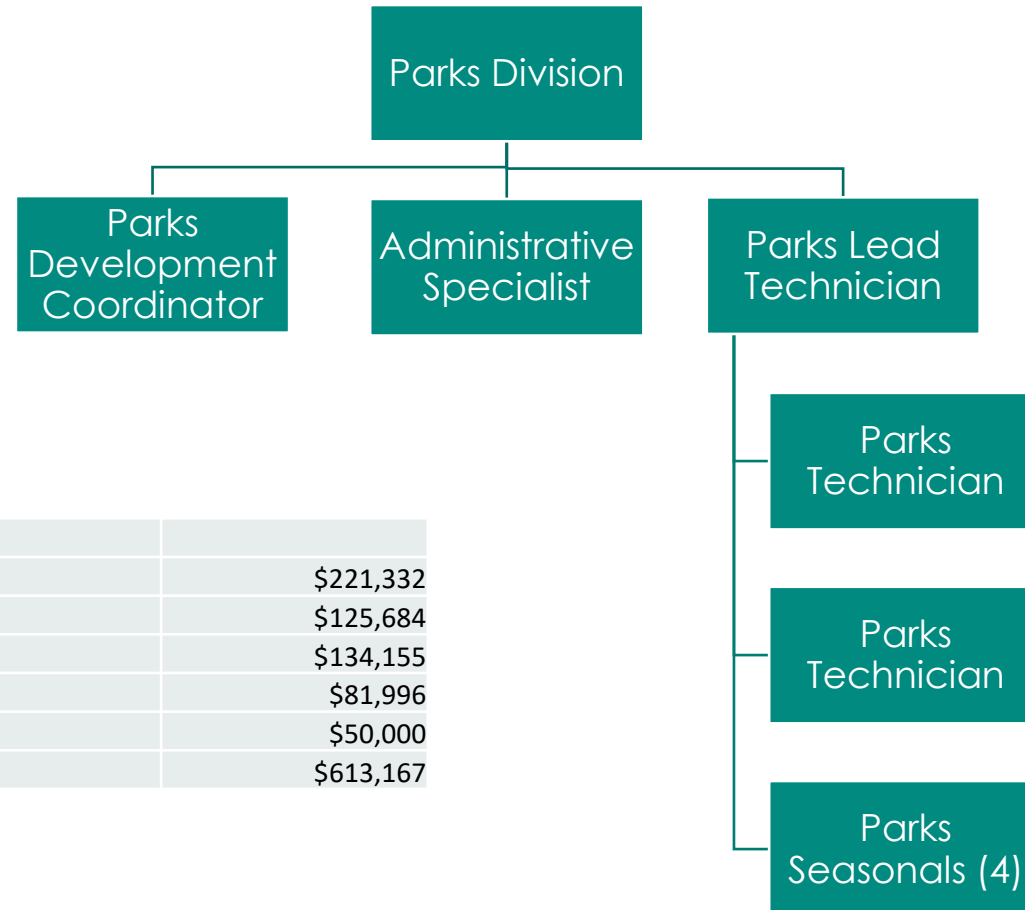 Parks Division
Parks
Development
Coordinator
Administrative
Specialist
Parks Lead
Technician
Parks
Technician
Parks
Technician
Parks
Seasonals (4)
$221,332
$125,684
$134,155
$81,996
$50,000
$613,167